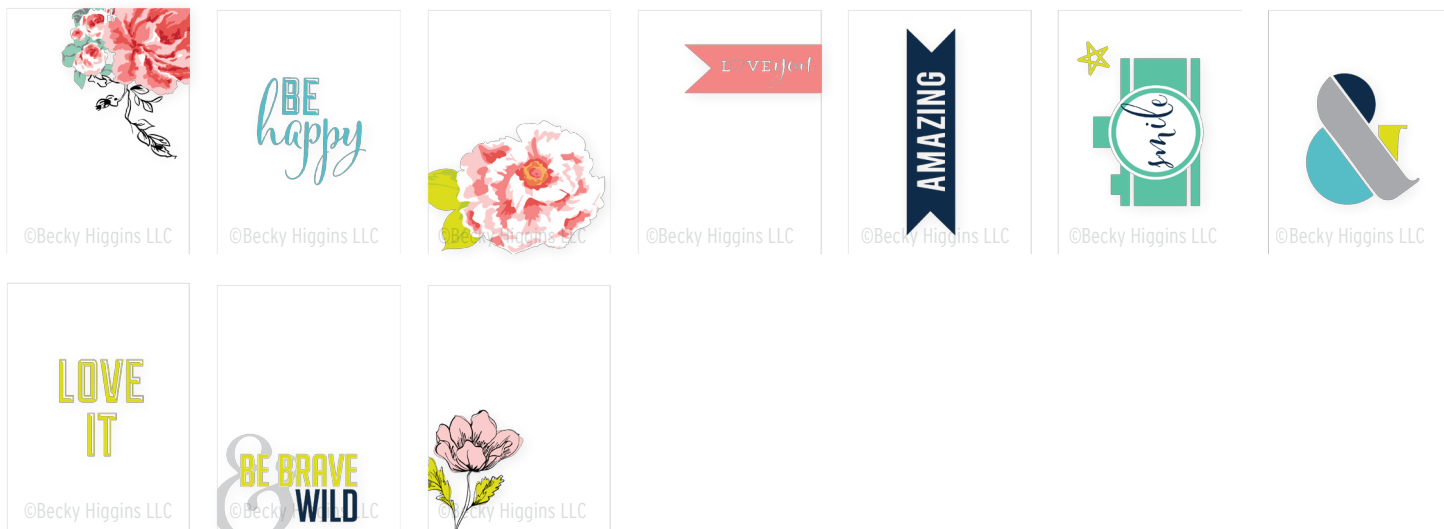 BE
happy
LOVE you
AMAZING
smile
&
©Becky Higgins LLC
©Becky Higgins LLC
©Becky Higgins LLC
©Becky Higgins LLC
©Becky Higgins LLC
©Becky Higgins LLC
©Becky Higgins LLC
LOVE
IT
& BE BRAVE
WILD
©Becky Higgins LLC
©Becky Higgins LLC
©Becky Higgins LLC